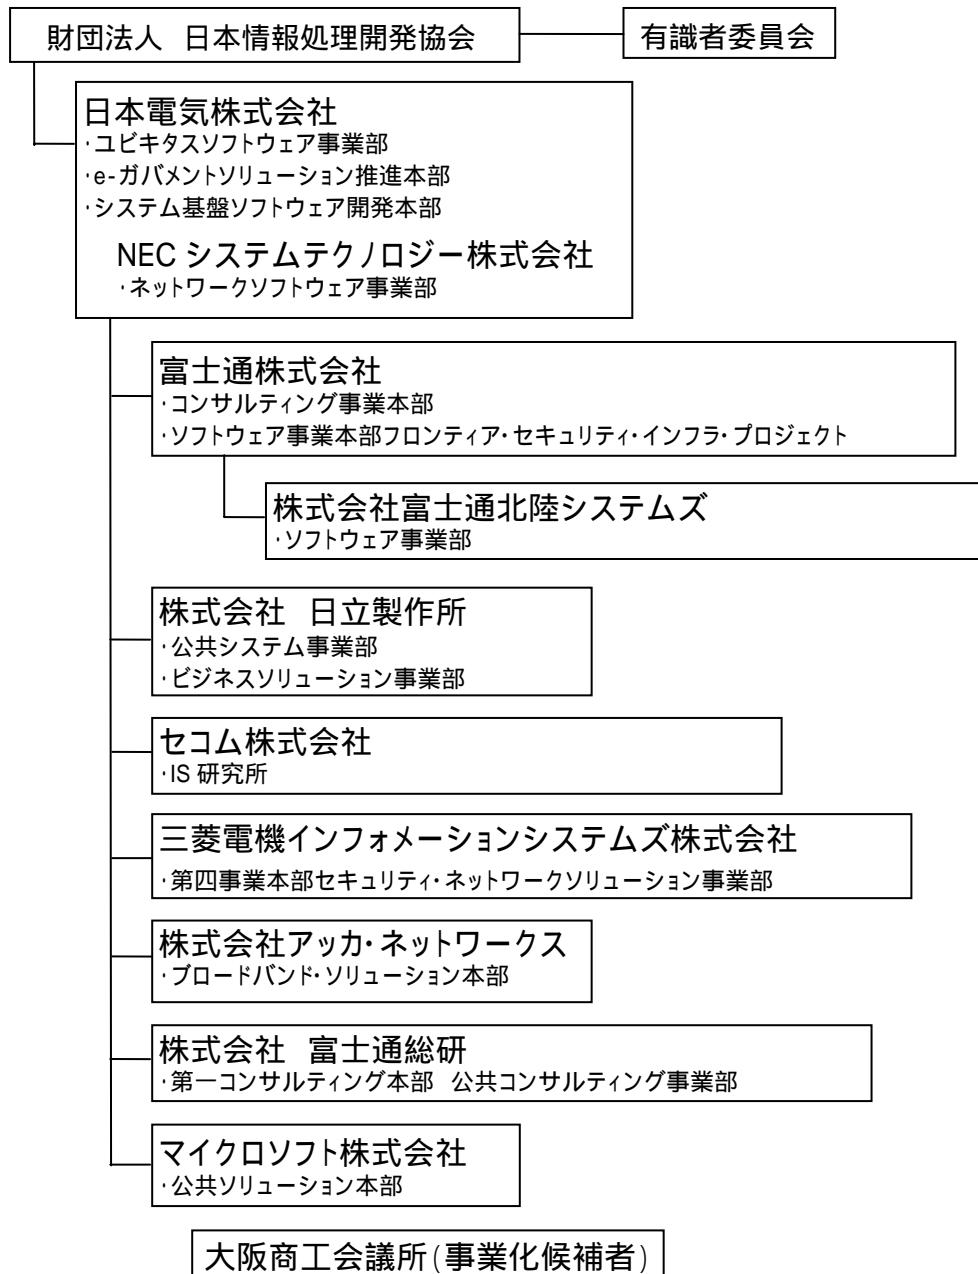 財団法人 日本情報処理開発協会
有識者委員会
日本電気株式会社
・ユビキタスソフトウェア事業部
・e-ガバメントソリューション推進本部
・システム基盤ソフトウェア開発本部
NEC システムテクノロジー株式会社
・ネットワークソフトウェア事業部
富士通株式会社
・コンサルティング事業本部
・ソフトウェア事業本部フロンティア・セキュリティ・インフラ・プロジェクト
株式会社富士通北陸システムズ
・ソフトウェア事業部
株式会社 日立製作所
・公共システム事業部
・ビジネスソリューション事業部
セコム株式会社
・IS 研究所
三菱電機インフォメーションシステムズ株式会社
・第四事業本部セキュリティ・ネットワークソリューション事業部
株式会社アッカ・ネットワークス
・ブロードバンド・ソリューション本部
株式会社 富士通総研
・第一コンサルティング本部 公共コンサルティング事業部
マイクロソフト株式会社
・公共ソリューション本部
大阪商工会議所(事業化候補者)